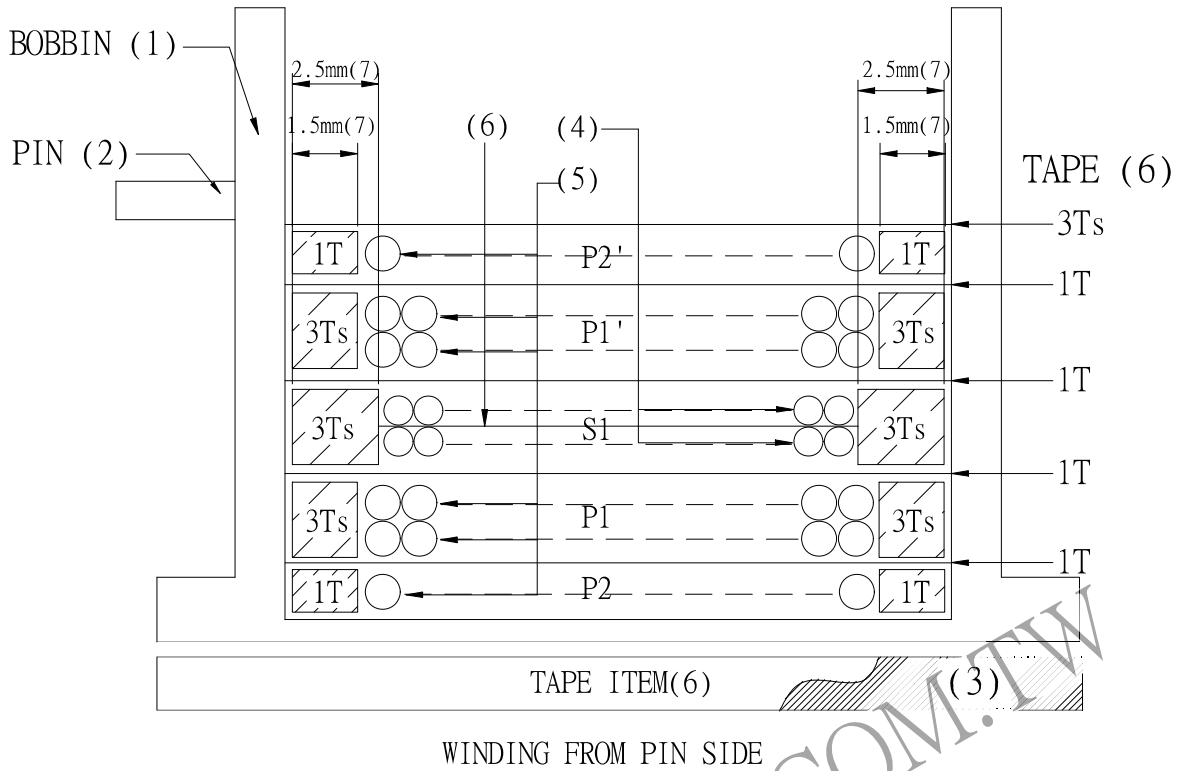 BOBBIN (1)
2.5mm(7) 2.5mm(7)
1.5mm(7) (6) (4) 1.5mm(7)
PIN (2) (5) TAPE (6)
3Ts
1T P2' 1T
1T
3Ts P1' 3Ts
1T
3Ts S1 3Ts
1T
3Ts P1 3Ts
1T
1T P2 1T
TAPE ITEM(6) (3)
WINDING FROM PIN SIDE
COM.TW